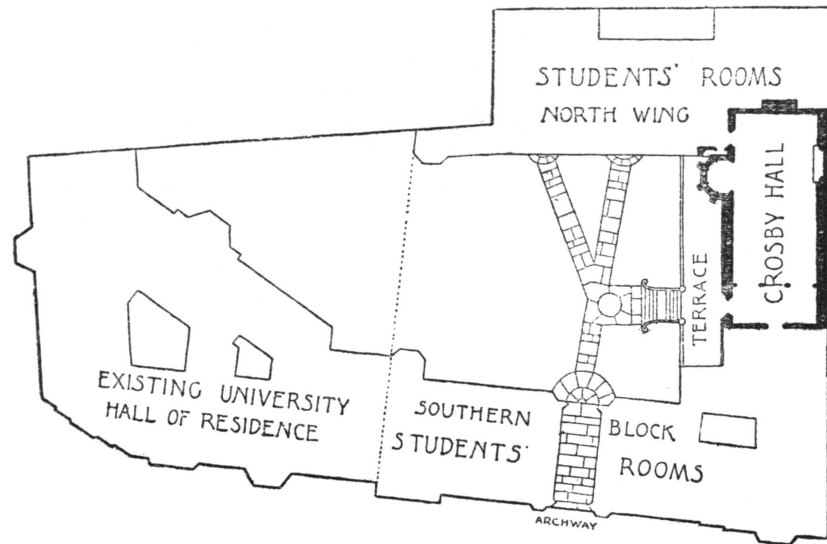 STUDENTS' ROOMS
NORTH WING
CROSBY HALL
TERRACE
EXISTING UNIVERSITY
HALL OF RESIDENCE
SOUTHERN BLOCK
STUDENTS' ROOMS
ARCHWAY